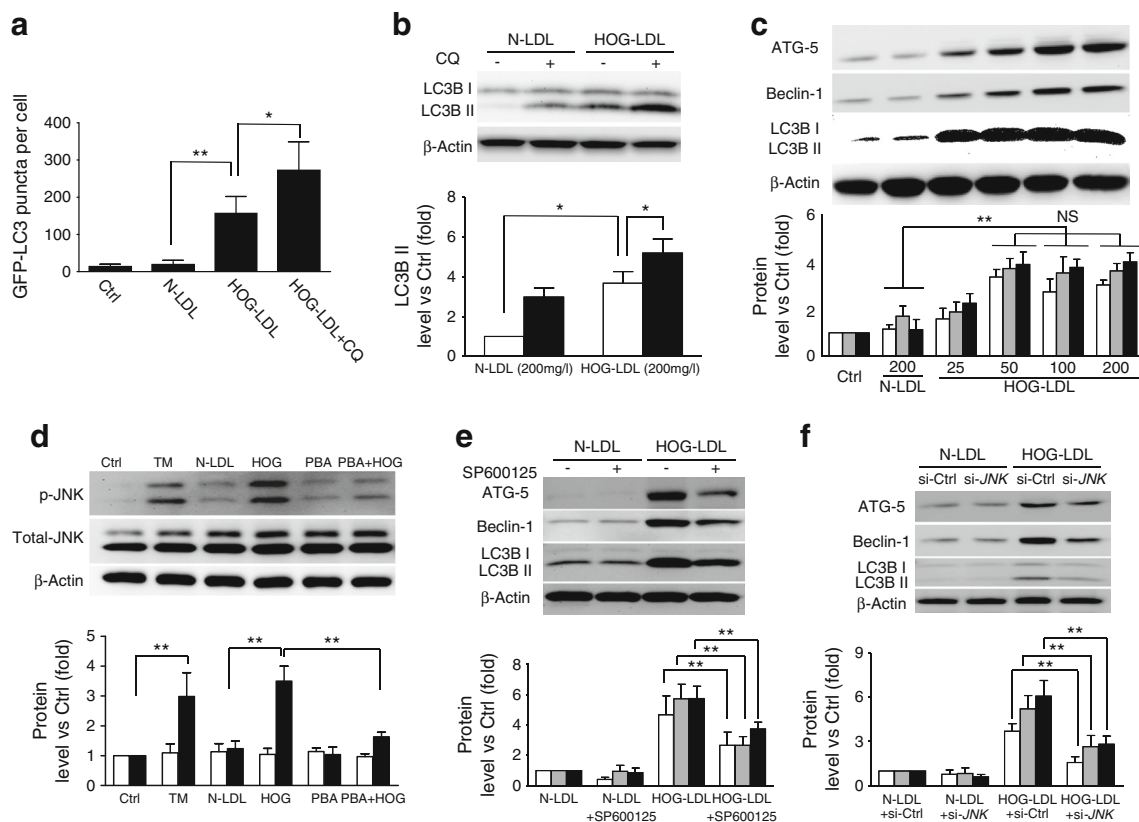 a
GFP-LC3 puncta per cell
400
300
200
100
0
**
*
Ctrl
N-LDL
HOG-LDL
HOG-LDL+CQ
b
N-LDL HOG-LDL
CQ - + - +
LC3B I
LC3B II
β-Actin
LC3B II
level vs Ctrl (fold)
8
6
4
2
0
*
*
N-LDL (200mg/l) HOG-LDL (200mg/l)
c
ATG-5
Beclin-1
LC3B I
LC3B II
β-Actin
Protein
level vs Ctrl (fold)
6
4
2
0
**
NS
Ctrl 200 25 50 100 200
N-LDL HOG-LDL
d
Ctrl TM N-LDL HOG PBA PBA+HOG
p-JNK
Total-JNK
β-Actin
Protein
level vs Ctrl (fold)
5
4
3
2
1
0
** ** **
Ctrl TM N-LDL HOG PBA PBA+HOG
e
N-LDL HOG-LDL
SP600125 - + - +
ATG-5
Beclin-1
LC3B I
LC3B II
β-Actin
Protein
level vs Ctrl (fold)
10
8
6
4
2
0
**
**
**
N-LDL N-LDL HOG-LDL HOG-LDL
+SP600125 +SP600125
f
N-LDL HOG-LDL
si-Ctrl si-JNK si-Ctrl si-JNK
ATG-5
Beclin-1
LC3B I
LC3B II
β-Actin
Protein
level vs Ctrl (fold)
10
8
6
4
2
0
**
**
**
N-LDL N-LDL HOG-LDL HOG-LDL
+si-Ctrl +si-JNK +si-Ctrl +si-JNK